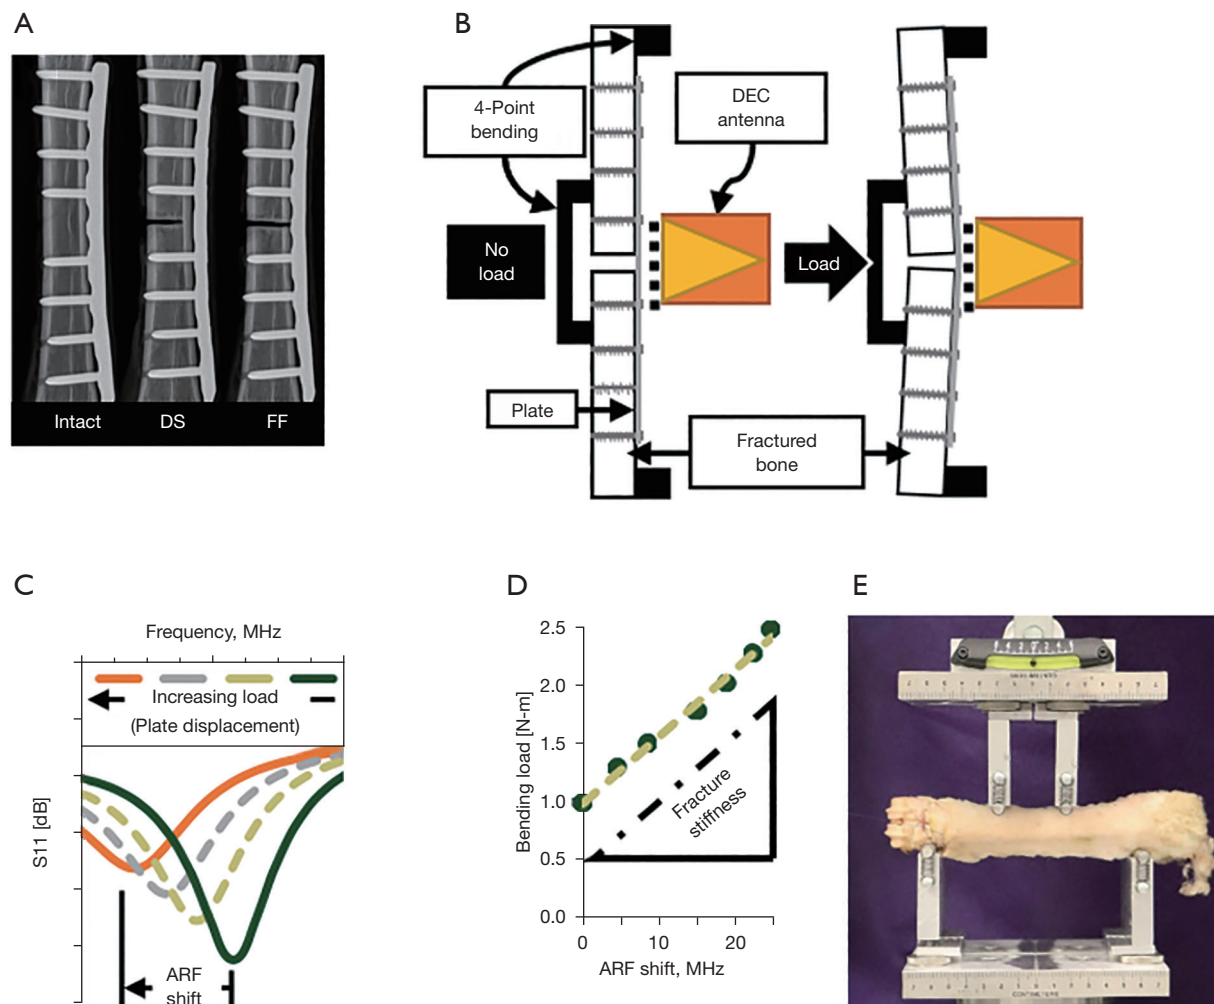 A
Intact
DS
FF
B
4-Point
bending
DEC
antenna
No
load
Load
Plate
Fractured
bone
C
Frequency, MHz
Increasing load
(Plate displacement)
S11 [dB]
ARF
shift
D
Bending load [N-m]
2.5
2.0
1.5
1.0
0.5
0.0
Fracture
stiffness
0
10
20
ARF shift, MHz
E
CENTIMETERS